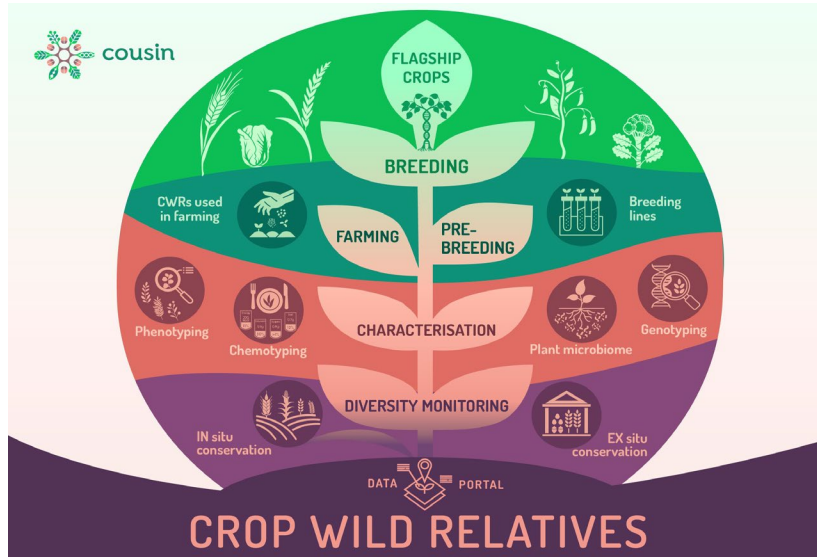 cousin
FLAGSHIP
CROPS
BREEDING
CWRs used
in farming
FARMING
PRE-
BREEDING
Breeding
lines
Phenotyping
Chemotyping
CHARACTERISATION
Plant microbiome
Genotyping
DIVERSITY MONITORING
IN situ
conservation
EX situ
conservation
DATA PORTAL
CROP WILD RELATIVES